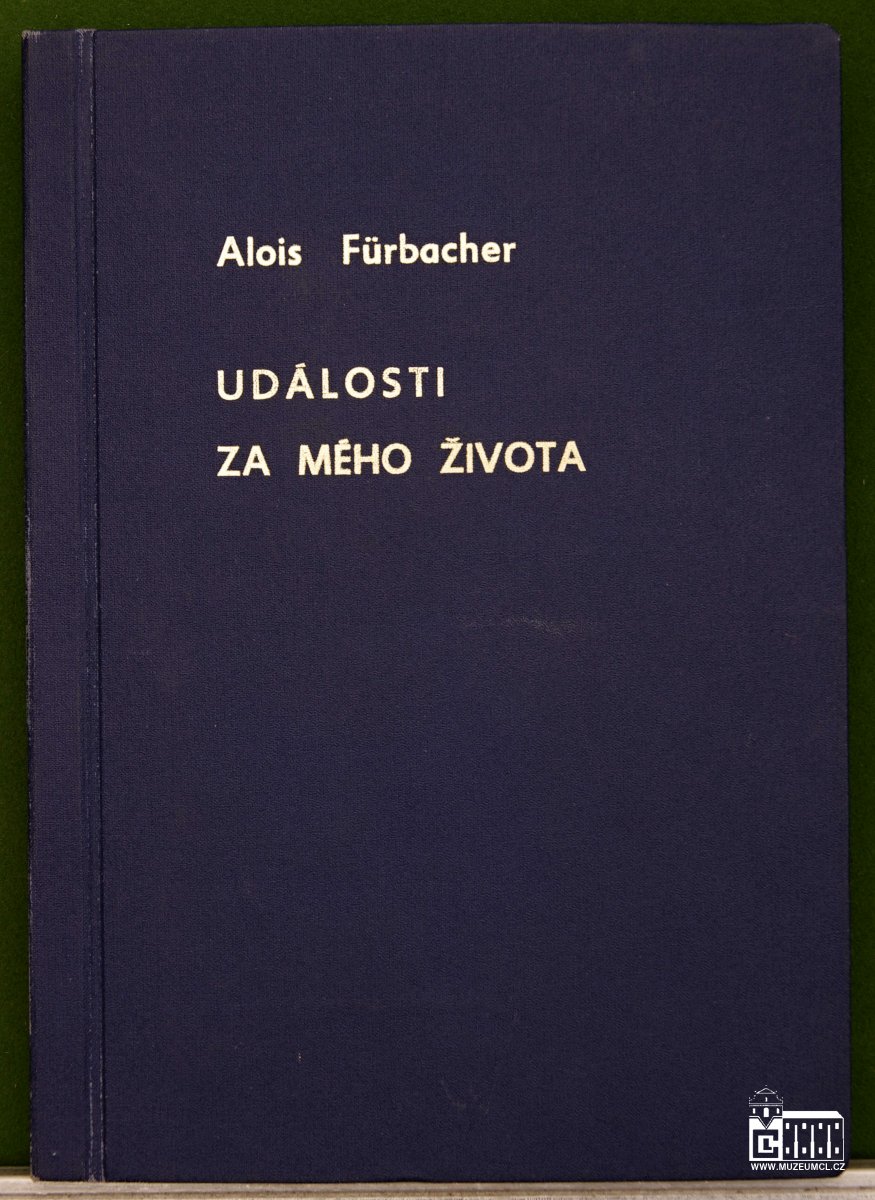 Alois Fürbacher
UDÁLOSTI
ZA MÉHO ŽIVOTA
WWW.MUZEUMCL.CZ